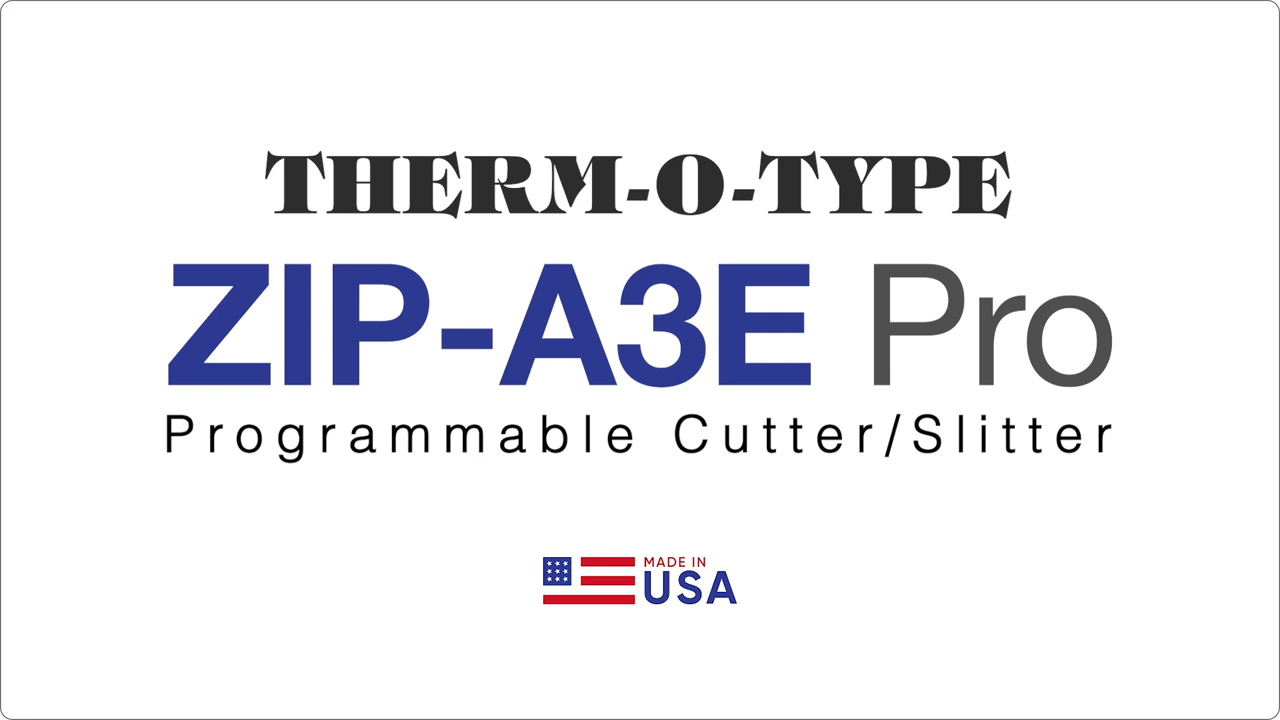 THERM-O-TYPE
ZIP-A3E Pro
Programmable Cutter/Slitter
MADE IN
USA